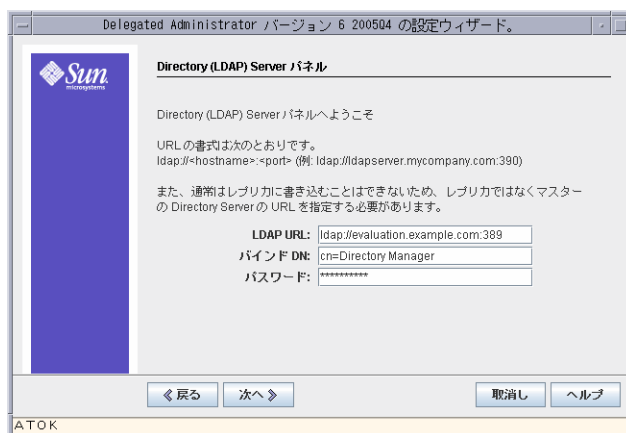 Delegated Administrator バージョン 6 2005Q4 の設定ウィザード。
Sun
microsystems
Directory (LDAP) Server パネル
Directory (LDAP) Server パネルへようこそ
URL の書式は次のとおりです。
ldap://<hostname>:<port> (例: ldap://ldapserver.mycompany.com:390)
また、通常はレプリカに書き込むことはできないため、レプリカではなくマスター
の Directory Server の URL を指定する必要があります。
LDAP URL: ldap://evaluation.example.com:389
バインド DN: cn=Directory Manager
パスワード: **********
戻る 次へ 取消し ヘルプ
ATOK